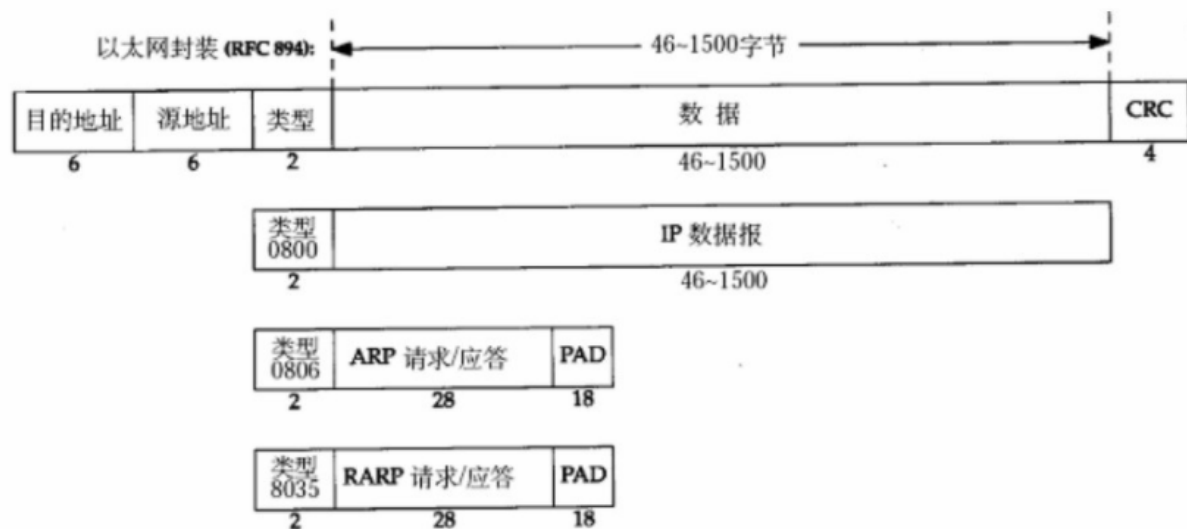 以太网封装 (RFC 894):
46~1500字节
目的地址 源地址 类型 数 据 CRC
6 6 2 46~1500 4
类型
0800
IP 数据报
2 46~1500
类型
0806
ARP 请求/应答 PAD
2 28 18
类型
8035
RARP 请求/应答 PAD
2 28 18